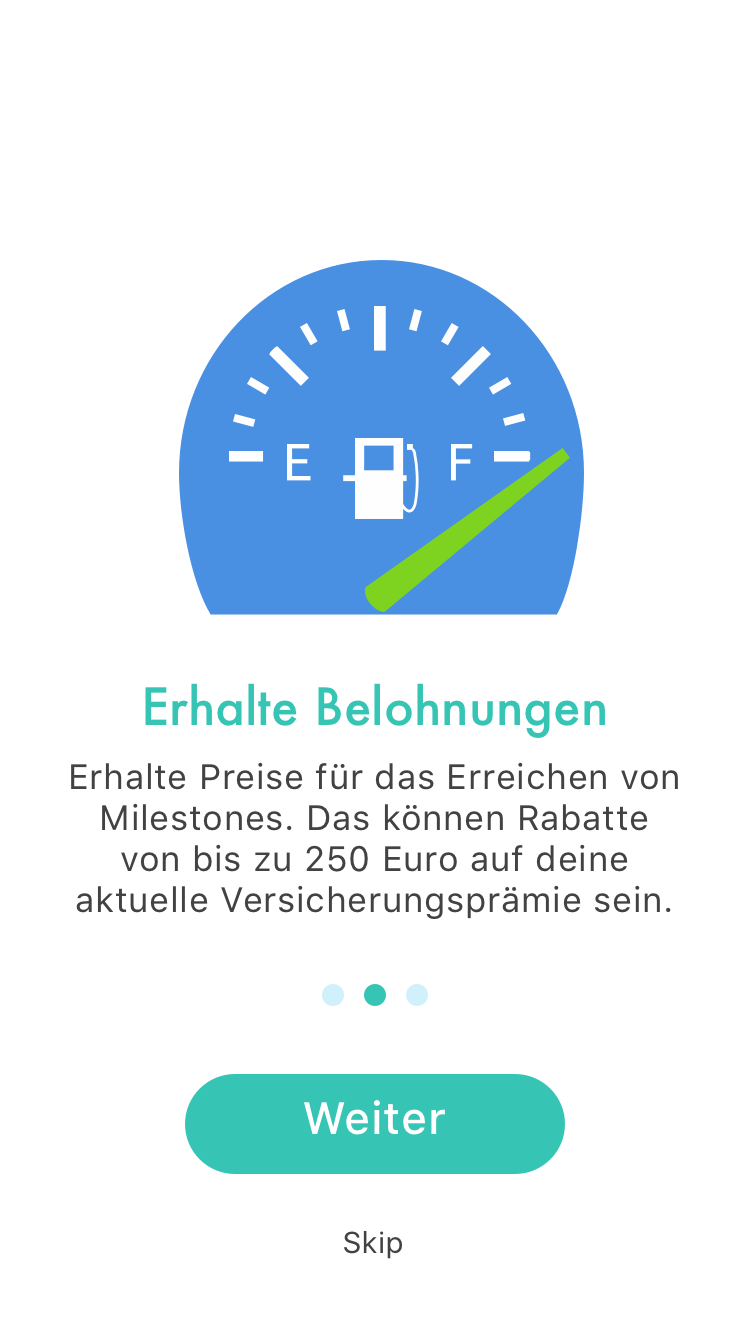 E F
Erhalte Belohnungen
Erhalte Preise für das Erreichen von
Milestones. Das können Rabatte
von bis zu 250 Euro auf deine
aktuelle Versicherungsprämie sein.
Weiter
Skip